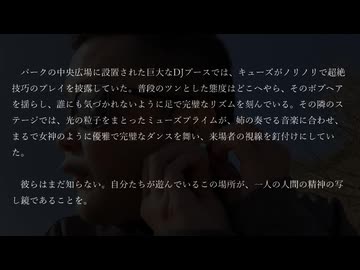 パークの中央広場に設置された巨大なDJブースでは、キューズがノリノリで超絶
技巧のプレイを披露していた。普段のツンとした態度はどこへやら、そのボブヘア
を揺らし、誰にも気づかれないように足で完璧なリズムを刻んでいる。その隣のス
テージでは、光の粒子をまとったミューズプライムが、姉の奏でる音楽に合わせ、
まるで女神のように優雅で完璧なダンスを舞い、来場者の視線を釘付けにしてい
た。
　彼らはまだ知らない。自分たちが遊んでいるこの場所が、一人の人間の精神の写
し鏡であることを。